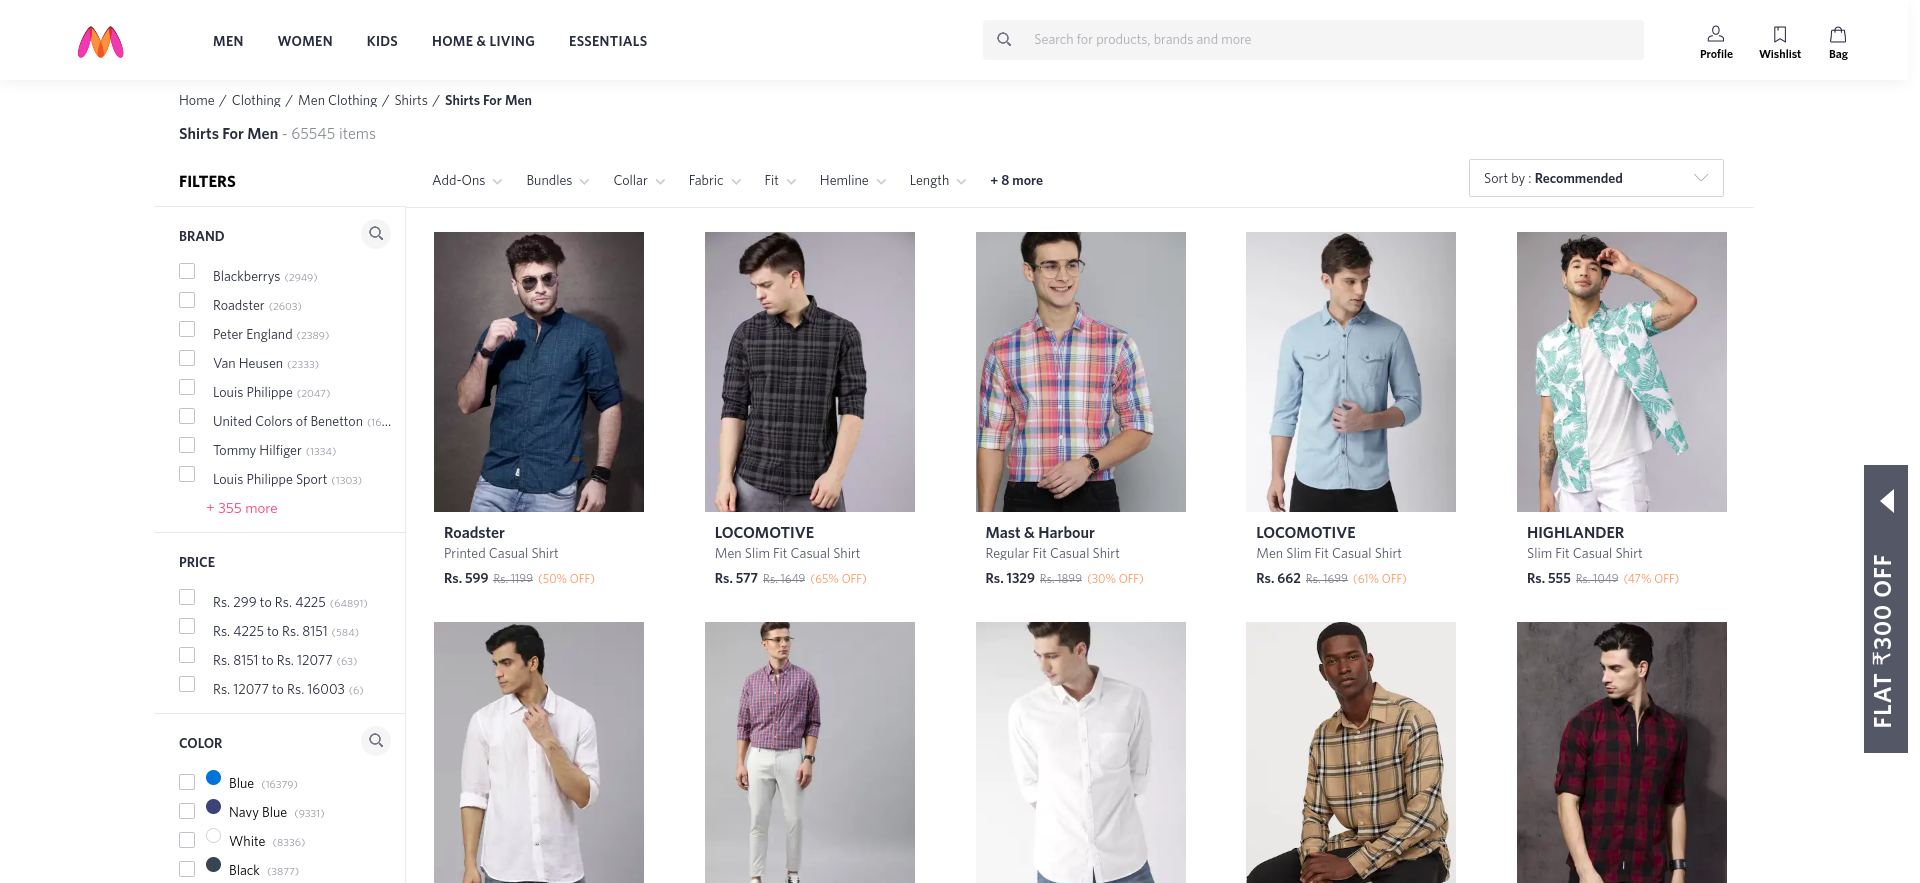 MEN WOMEN KIDS HOME & LIVING ESSENTIALS
Search for products, brands and more
Profile Wishlist Bag
Home / Clothing / Men Clothing / Shirts / Shirts For Men
Shirts For Men - 65545 items
FILTERS
Add-Ons Bundles Collar Fabric Fit Hemline Length + 8 more
Sort by : Recommended
BRAND
Blackberrys (2949)
Roadster (2603)
Peter England (2389)
Van Heusen (2333)
Louis Philippe (2047)
United Colors of Benetton (16...
Tommy Hilfiger (1334)
Louis Philippe Sport (1303)
+ 355 more
PRICE
Rs. 299 to Rs. 4225 (64891)
Rs. 4225 to Rs. 8151 (584)
Rs. 8151 to Rs. 12077 (63)
Rs. 12077 to Rs. 16003 (6)
COLOR
Blue (16379)
Navy Blue (9331)
White (8336)
Black (3877)
Roadster
Printed Casual Shirt
Rs. 599 Rs. 1199 (50% OFF)
LOCOMOTIVE
Men Slim Fit Casual Shirt
Rs. 577 Rs. 1649 (65% OFF)
Mast & Harbour
Regular Fit Casual Shirt
Rs. 1329 Rs. 1899 (30% OFF)
LOCOMOTIVE
Men Slim Fit Casual Shirt
Rs. 662 Rs. 1699 (61% OFF)
HIGHLANDER
Slim Fit Casual Shirt
Rs. 555 Rs. 1049 (47% OFF)
FLAT ₹300 OFF